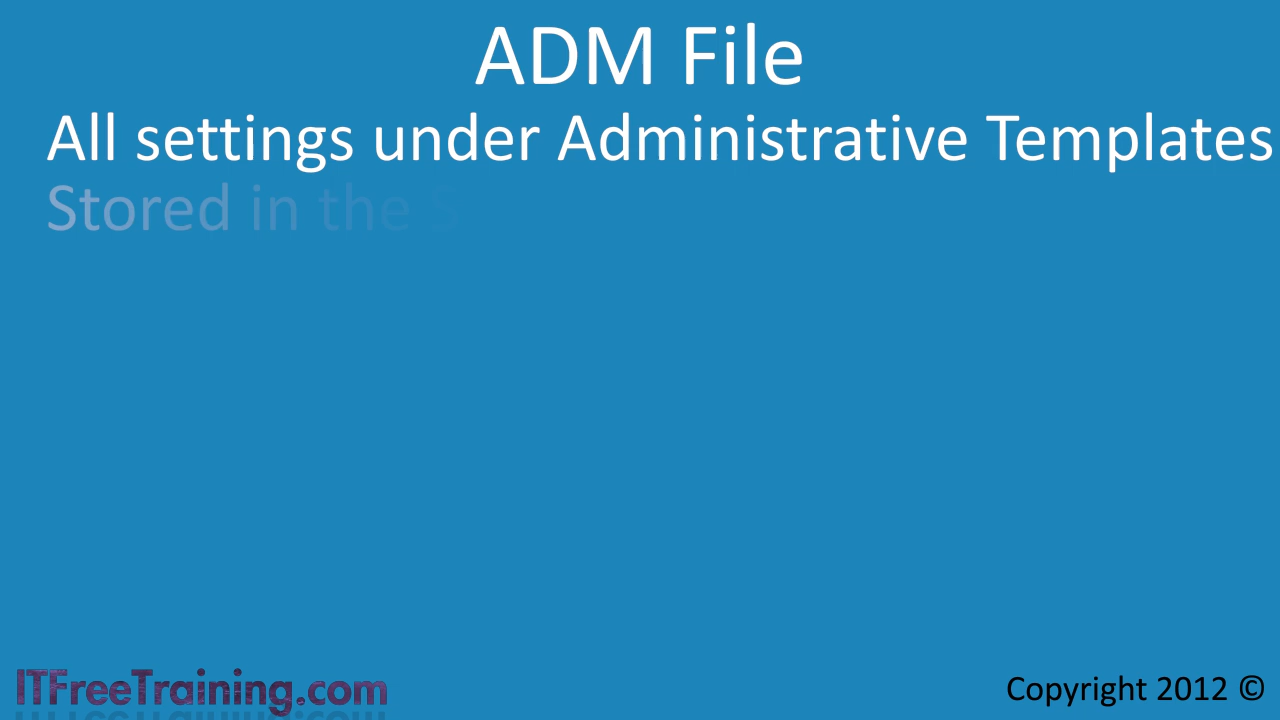 ADM File
All settings under Administrative Templates
Stored in the S
ITFreeTraining.com
Copyright 2012 ©